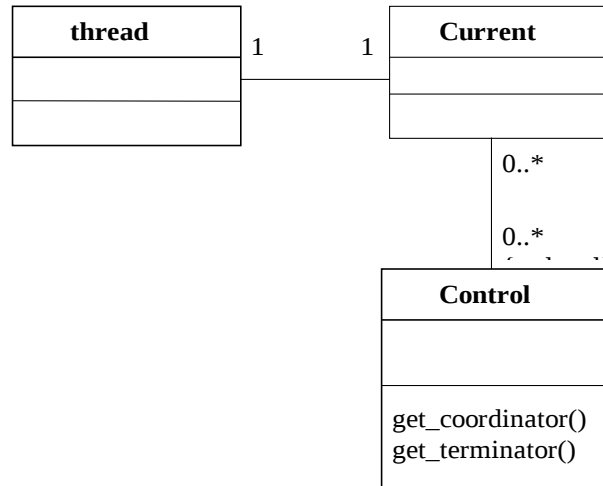 thread
Current
1
1
0..*
0..*
Control
get_coordinator()
get_terminator()